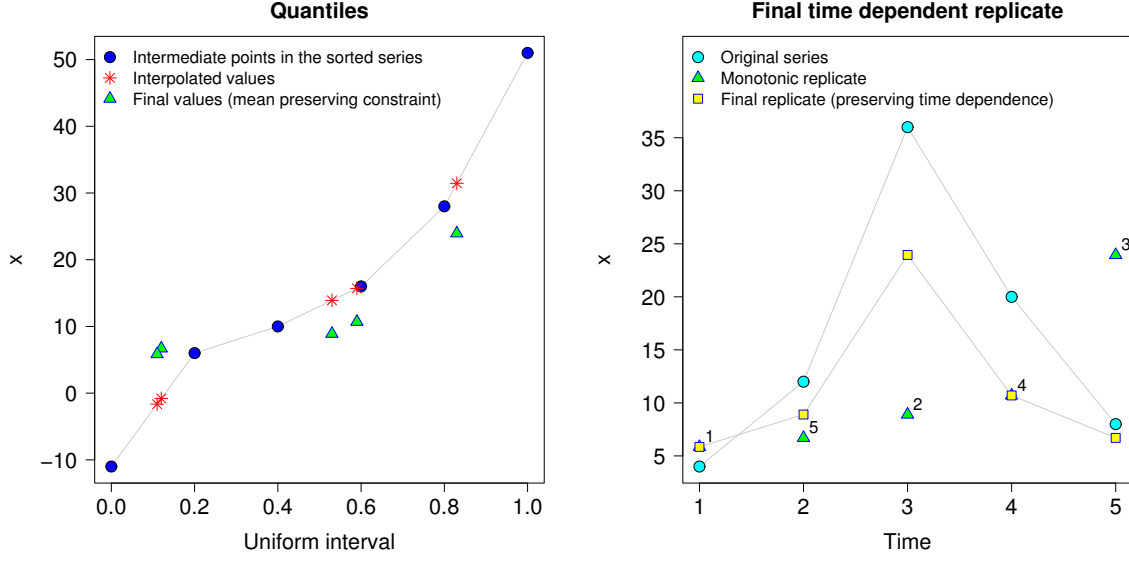 Quantiles
Intermediate points in the sorted series
Interpolated values
Final values (mean preserving constraint)
50
40
30
20
10
0
−10
x
0.0 0.2 0.4 0.6 0.8 1.0
Uniform interval
Final time dependent replicate
Original series
Monotonic replicate
Final replicate (preserving time dependence)
35
30
25
20
15
10
5
x
1
5
2
4
3
1 2 3 4 5
Time